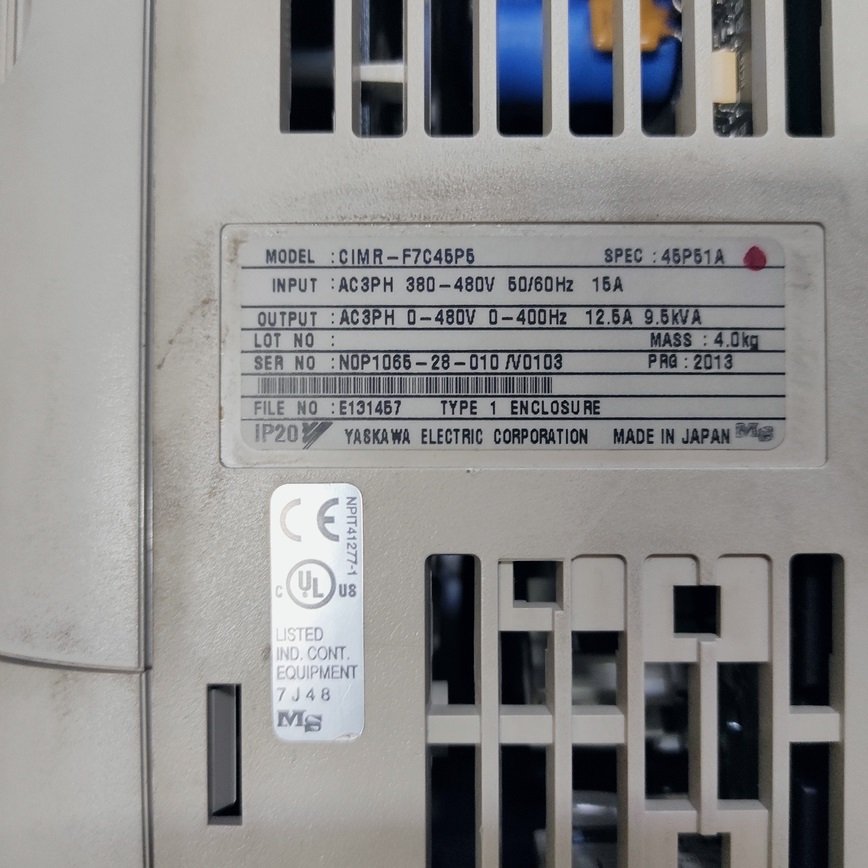 MODEL : CIMR-F7C45P5 SPEC : 45P51A
INPUT : AC3PH 380-480V 50/60Hz 15A
OUTPUT : AC3PH 0-480V 0-400Hz 12.5A 9.5kVA
LOT NO : MASS : 4.0kg
SER NO : N0P1065-28-010/V0103 PRG : 2013
FILE NO : E131457 TYPE 1 ENCLOSURE
IP20 YASKAWA ELECTRIC CORPORATION MADE IN JAPAN MS
CE
NPIT41277-1
C UL US
LISTED
IND. CONT.
EQUIPMENT
7J48
MS